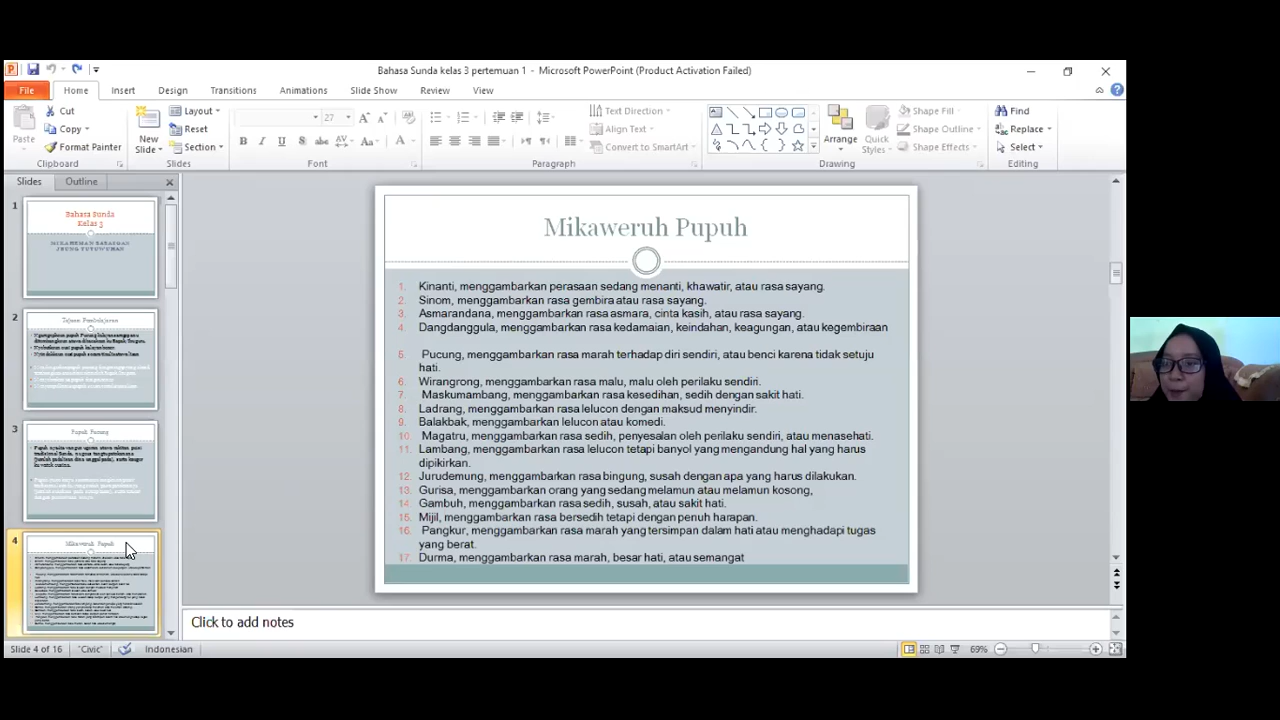 Bahasa Sunda kelas 3 pertemuan 1 - Microsoft PowerPoint (Product Activation Failed)
File Home Insert Design Transitions Animations Slide Show Review View
Cut
Copy
Format Painter
Paste
Clipboard
New
Slide
Layout
Reset
Section
Slides
27
Font
Paragraph
Text Direction
Align Text
Convert to SmartArt
Drawing
Arrange
Quick
Styles
Shape Fill
Shape Outline
Shape Effects
Find
Replace
Select
Editing
Slides Outline
1
Bahasa Sunda
Kelas 3
2
3
4
Mikaweruh Pupuh
Mikaweruh Pupuh
1. Kinanti, menggambarkan perasaan sedang menanti, khawatir, atau rasa sayang.
2. Sinom, menggambarkan rasa gembira atau rasa sayang.
3. Asmarandana, menggambarkan rasa asmara, cinta kasih, atau rasa sayang.
4. Dangdanggula, menggambarkan rasa kedamaian, keindahan, keagungan, atau kegembiraan
5. Pucung, menggambarkan rasa marah terhadap diri sendiri, atau benci karena tidak setuju
hati.
6. Wirangrong, menggambarkan rasa malu, malu oleh perilaku sendiri.
7. Maskumambang, menggambarkan rasa kesedihan, sedih dengan sakit hati.
8. Ladrang, menggambarkan rasa lelucon dengan maksud menyindir.
9. Balakbak, menggambarkan lelucon atau komedi.
10. Magatru, menggambarkan rasa sedih, penyesalan oleh perilaku sendiri, atau menasehati.
11. Lambang, menggambarkan rasa lelucon tetapi banyol yang mengandung hal yang harus
dipikirkan.
12. Jurudemung, menggambarkan rasa bingung, susah dengan apa yang harus dilakukan.
13. Gurisa, menggambarkan orang yang sedang melamun atau melamun kosong,
14. Gambuh, menggambarkan rasa sedih, susah, atau sakit hati.
15. Mijil, menggambarkan rasa bersedih tetapi dengan penuh harapan.
16. Pangkur, menggambarkan rasa marah yang tersimpan dalam hati atau menghadapi tugas
yang berat.
17. Durma, menggambarkan rasa marah, besar hati, atau semangat
Click to add notes
Slide 4 of 16 "Civic" Indonesian 69%